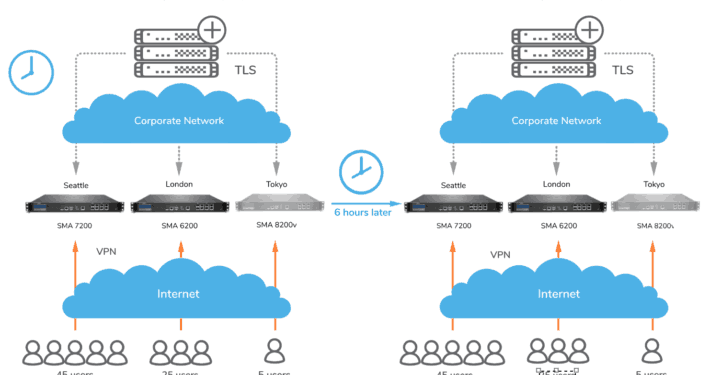 TLS
Corporate Network
Seattle London Tokyo
SMA 7200 SMA 6200 SMA 8200v
VPN
Internet
45 users 25 users 5 users
6 hours later
TLS
Corporate Network
Seattle London Tokyo
SMA 7200 SMA 6200 SMA 8200v
VPN
Internet
45 users users 5 users